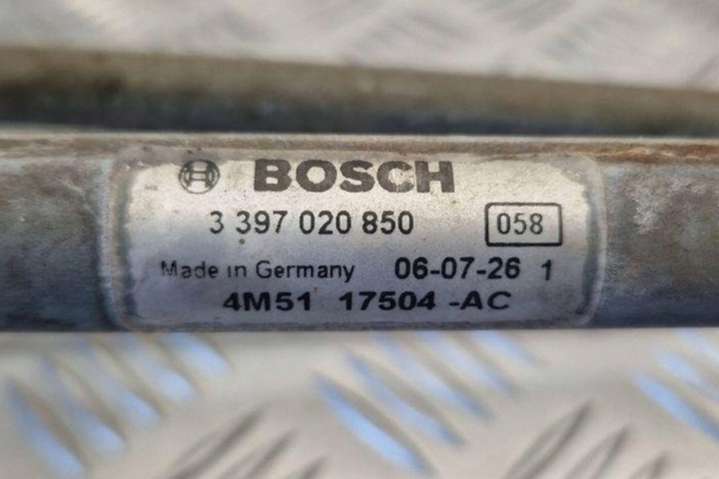 BOSCH
3 397 020 850 058
Made in Germany 06-07-26 1
4M51 17504 -AC